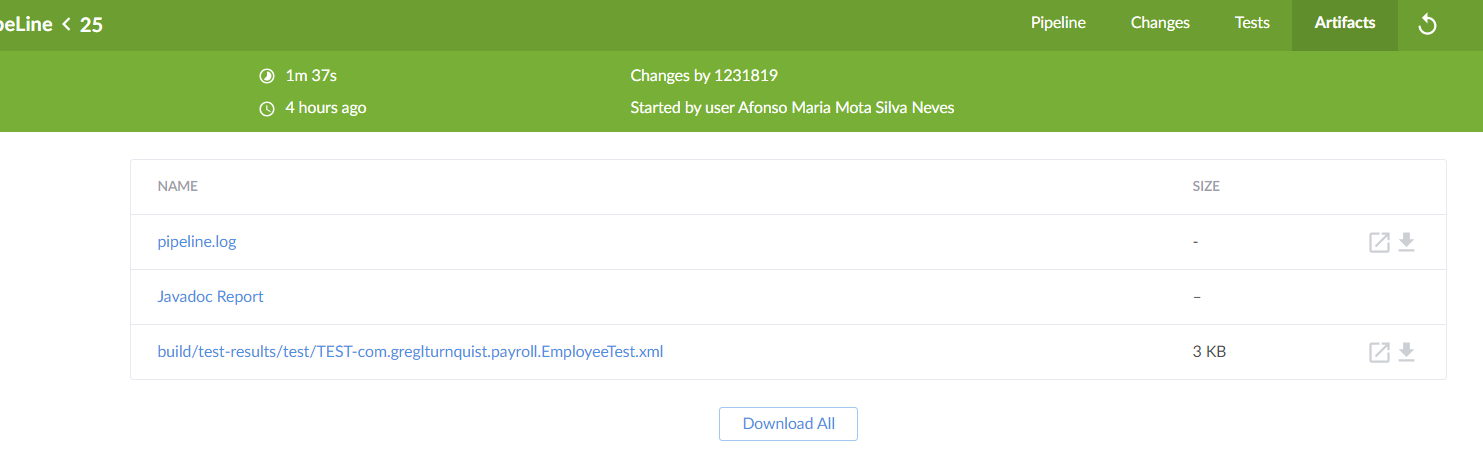 peLine < 25
Pipeline Changes Tests Artifacts
1m 37s
Changes by 1231819
4 hours ago
Started by user Afonso Maria Mota Silva Neves
NAME SIZE
pipeline.log -
Javadoc Report –
build/test-results/test/TEST-com.greglturnquist.payroll.EmployeeTest.xml 3 KB
Download All